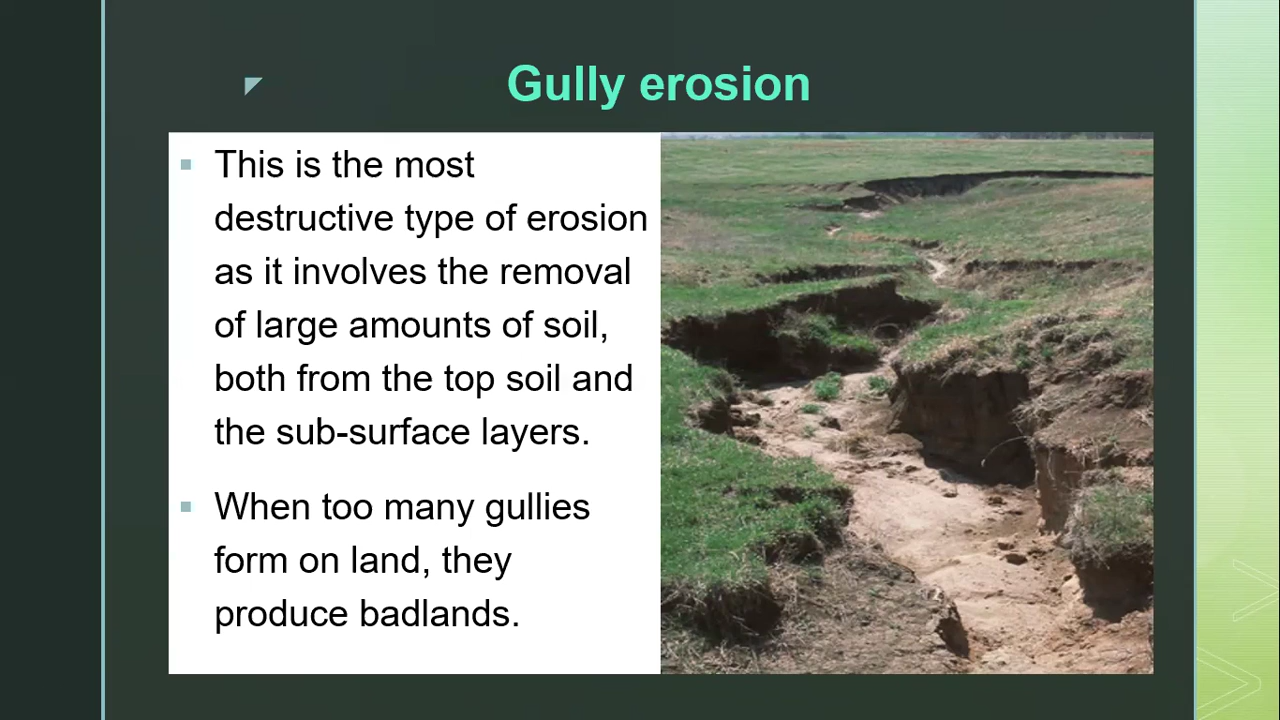 Gully erosion
This is the most
destructive type of erosion
as it involves the removal
of large amounts of soil,
both from the top soil and
the sub-surface layers.
When too many gullies
form on land, they
produce badlands.